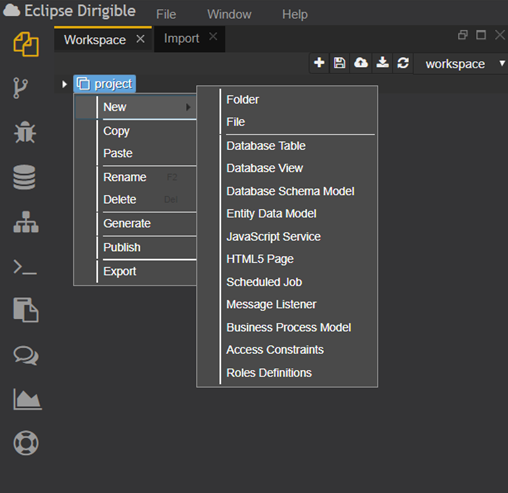 Eclipse Dirigible File Window Help
Workspace Import
workspace
project
New
Copy
Paste
Rename F2
Delete Del
Generate
Publish
Export
Folder
File
Database Table
Database View
Database Schema Model
Entity Data Model
JavaScript Service
HTML5 Page
Scheduled Job
Message Listener
Business Process Model
Access Constraints
Roles Definitions